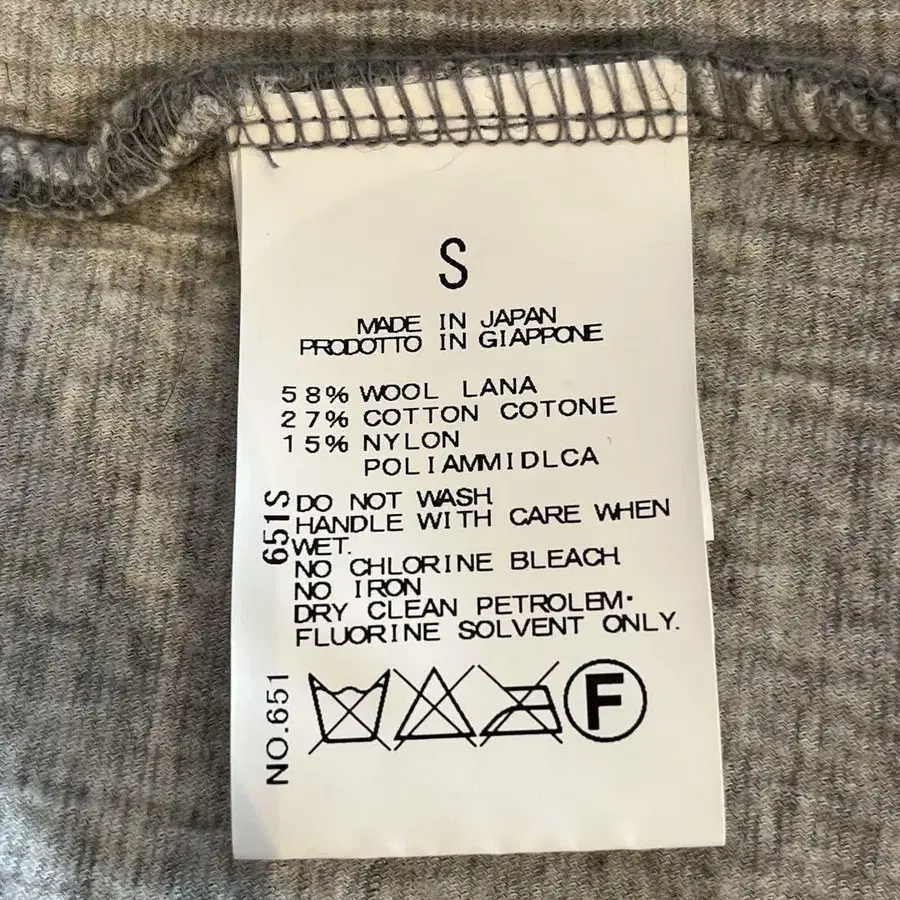 S
MADE IN JAPAN
PRODOTTO IN GIAPPONE
58% WOOL LANA
27% COTTON COTONE
15% NYLON
POLIAMMIDLCA
DO NOT WASH
HANDLE WITH CARE WHEN
WET.
NO CHLORINE BLEACH
NO IRON
DRY CLEAN PETROLEM·
FLUORINE SOLVENT ONLY.
F
651S
NO.651